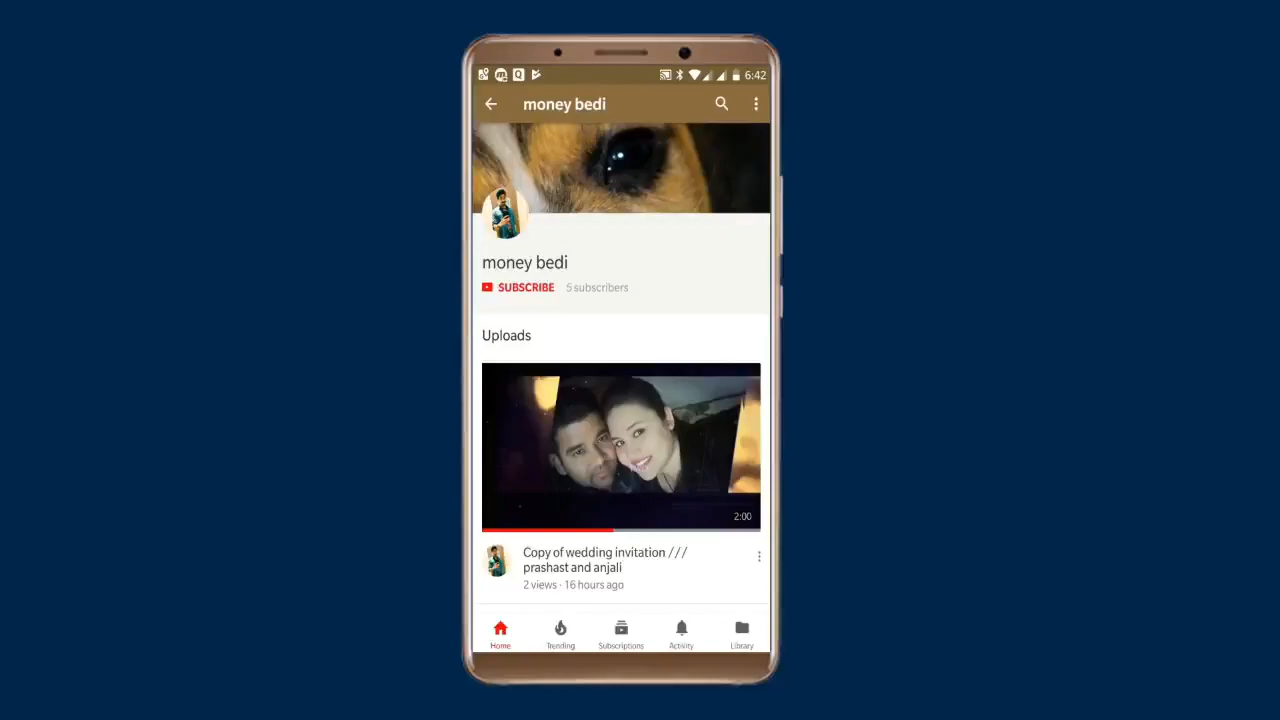 6:42
money bedi
money bedi
SUBSCRIBE 5 subscribers
Uploads
2:00
Copy of wedding invitation ///
prashast and anjali
2 views · 16 hours ago
Home Trending Subscriptions Activity Library